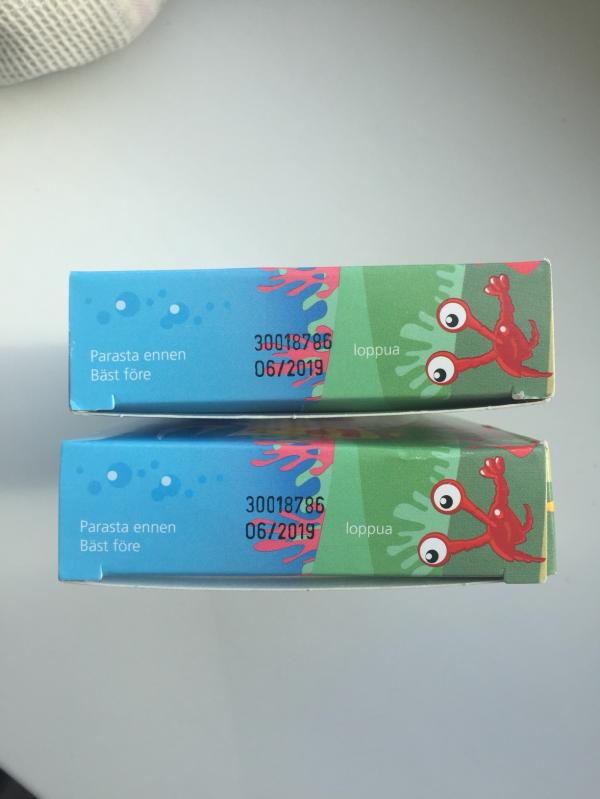 30018786
Parasta ennen 06/2019 loppua
Bäst före
30018786
Parasta ennen 06/2019 loppua
Bäst före